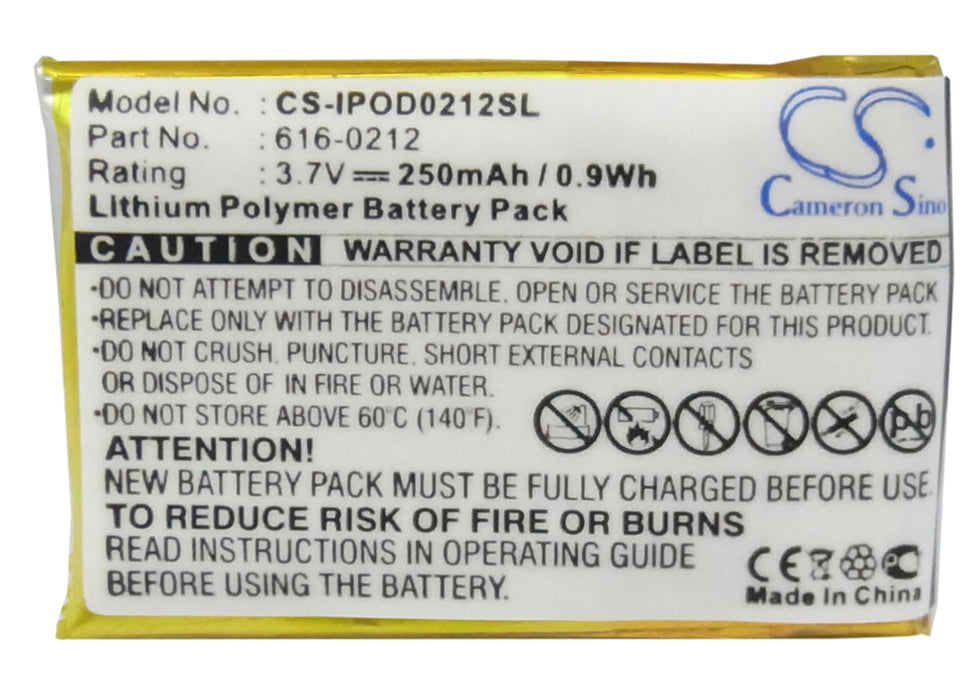 Model No. : CS-IPOD0212SL
Part No. : 616-0212
Rating : 3.7V 250mAh / 0.9Wh
Lithium Polymer Battery Pack
CS
Cameron Sino
CAUTION WARRANTY VOID IF LABEL IS REMOVED
•DO NOT ATTEMPT TO DISASSEMBLE, OPEN OR SERVICE THE BATTERY PACK
•REPLACE ONLY WITH THE BATTERY PACK DESIGNATED FOR THIS PRODUCT.
•DO NOT CRUSH, PUNCTURE, SHORT EXTERNAL CONTACTS
OR DISPOSE OF IN FIRE OR WATER.
•DO NOT STORE ABOVE 60°C (140°F).
Pb
ATTENTION!
NEW BATTERY PACK MUST BE FULLY CHARGED BEFORE USE.
TO REDUCE RISK OF FIRE OR BURNS
READ INSTRUCTIONS IN OPERATING GUIDE
BEFORE USING THE BATTERY.
CE
Made In China